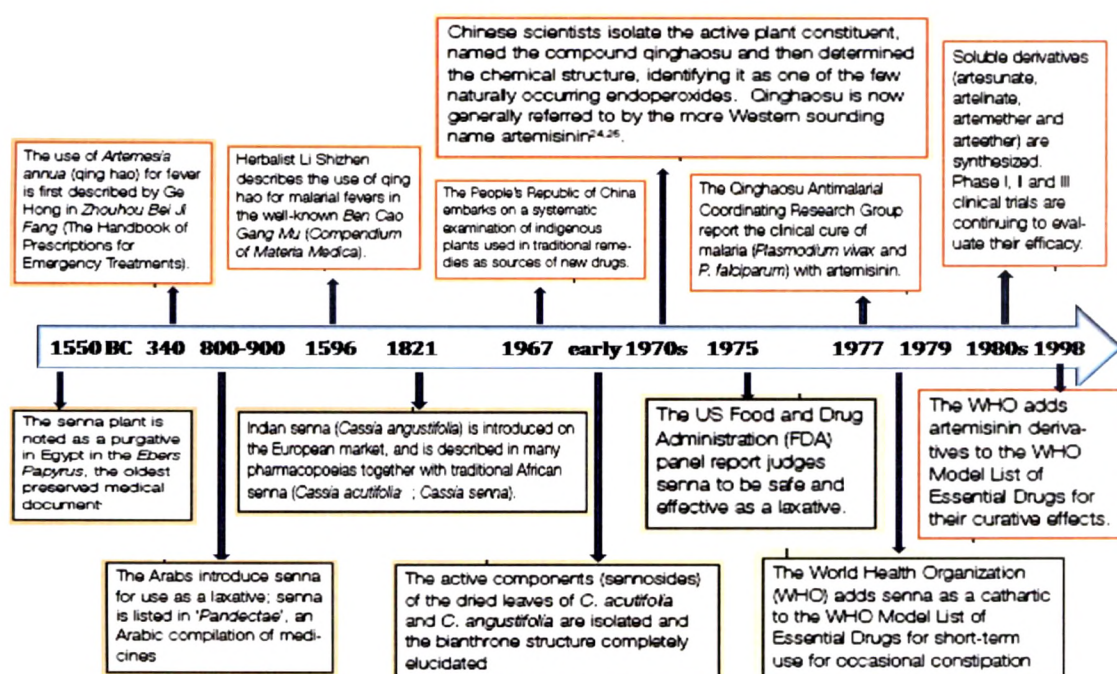 Chinese scientists isolate the active plant constituent,
named the compound qinghaosu and then determined
the chemical structure, identifying it as one of the few
naturally occurring endoperoxides. Qinghaosu is now
generally referred to by the more Western sounding
name artemisinin24,25.
Soluble derivatives
(artesunate,
artelinate,
artemether and
arteether) are
synthesized.
Phase I, II and III
clinical trials are
continuing to eval-
uate their efficacy.
The use of Artemesia
annua (qing hao) for fever
is first described by Ge
Hong in Zhouhou Bei Ji
Fang (The Handbook of
Prescriptions for
Emergency Treatments).
Herbalist Li Shizhen
describes the use of qing
hao for malarial fevers in
the well-known Ben Cao
Gang Mu (Compendium
of Materia Medica).
The People's Republic of China
embarks on a systematic
examination of indigenous
plants used in traditional reme-
dies as sources of new drugs.
The Qinghaosu Antimalarial
Coordinating Research Group
report the clinical cure of
malaria (Plasmodium vivax and
P. falciparum) with artemisinin.
1550 BC 340 800-900 1596 1821 1967 early 1970s 1975 1977 1979 1980s 1998
The senna plant is
noted as a purgative
in Egypt in the Ebers
Papyrus, the oldest
preserved medical
document
Indian senna (Cassia angustifolia) is introduced on
the European market, and is described in many
pharmacopoeias together with traditional African
senna (Cassia acutifolia ; Cassia senna).
The US Food and Drug
Administration (FDA)
panel report judges
senna to be safe and
effective as a laxative.
The WHO adds
artemisinin deriva-
tives to the WHO
Model List of
Essential Drugs for
their curative effects.
The Arabs introduce senna
for use as a laxative; senna
is listed in 'Pandectae', an
Arabic compilation of medi-
cines
The active components (sennosides)
of the dried leaves of C. acutifolia
and C. angustifolia are isolated and
the bianthrone structure completely
elucidated
The World Health Organization
(WHO) adds senna as a cathartic
to the WHO Model List of
Essential Drugs for short-term
use for occasional constipation